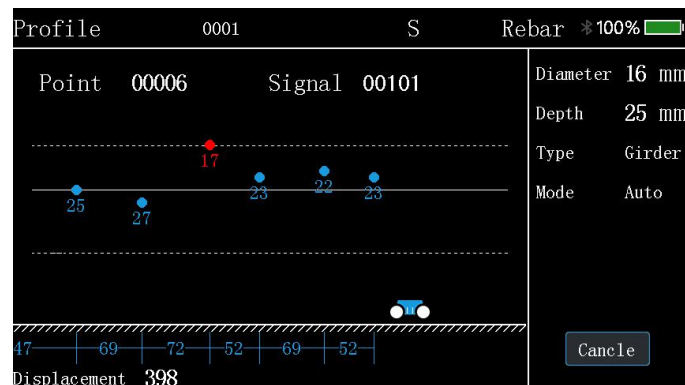 Profile 0001 S Rebar 100%
Point 00006 Signal 00101
Diameter 16 mm
Depth 25 mm
Type Girder
Mode Auto
17
25 27 23 22 23
47 69 72 52 69 52
Displacement 398
Cancle